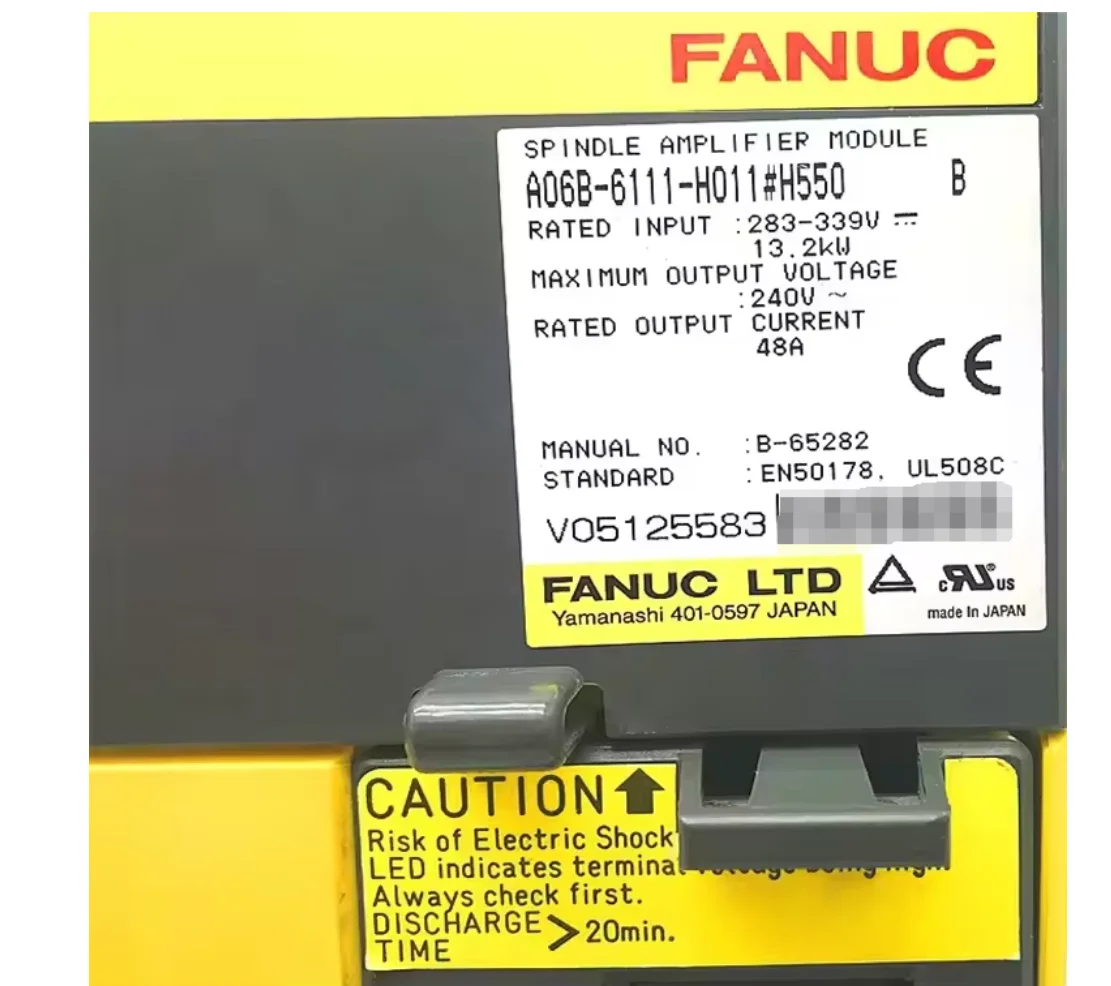 FANUC
SPINDLE AMPLIFIER MODULE
A06B-6111-H011#H550 B
RATED INPUT :283-339V
13.2kW
MAXIMUM OUTPUT VOLTAGE
:240V ~
RATED OUTPUT CURRENT
48A
CE
MANUAL NO. :B-65282
STANDARD :EN50178, UL508C
V05125583
FANUC LTD
Yamanashi 401-0597 JAPAN
c RU® US
made in JAPAN
CAUTION
Risk of Electric Shock
LED indicates terminal
Always check first.
DISCHARGE > 20min.
TIME